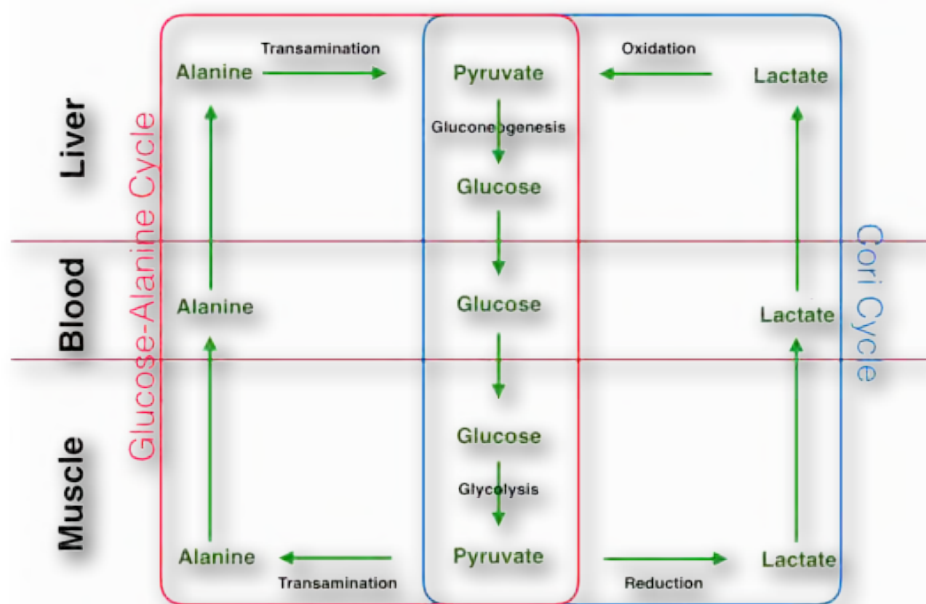 Transamination
Oxidation
Alanine
Pyruvate
Lactate
Gluconeogenesis
Liver
Glucose
Glucose-Alanine Cycle
Cori Cycle
Blood
Alanine
Glucose
Lactate
Muscle
Glucose
Glycolysis
Alanine
Pyruvate
Lactate
Transamination
Reduction